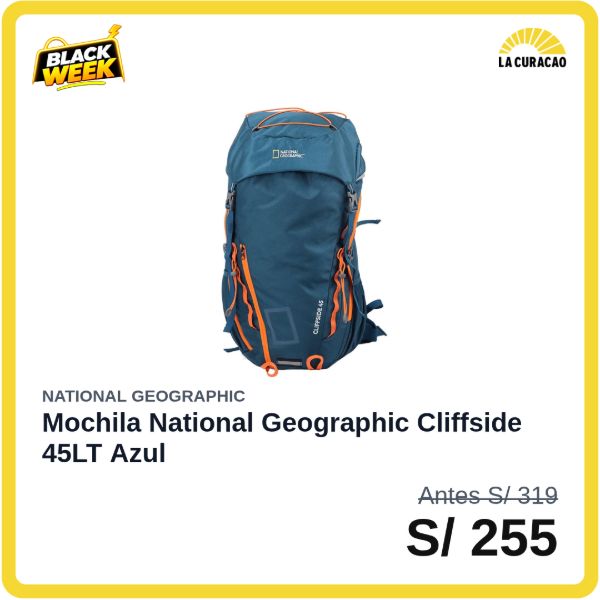 BLACK
WEEK
LA CURACAO
NATIONAL
GEOGRAPHIC
CLIFFSIDE 45
NATIONAL GEOGRAPHIC
Mochila National Geographic Cliffside
45LT Azul
Antes S/ 319
S/ 255